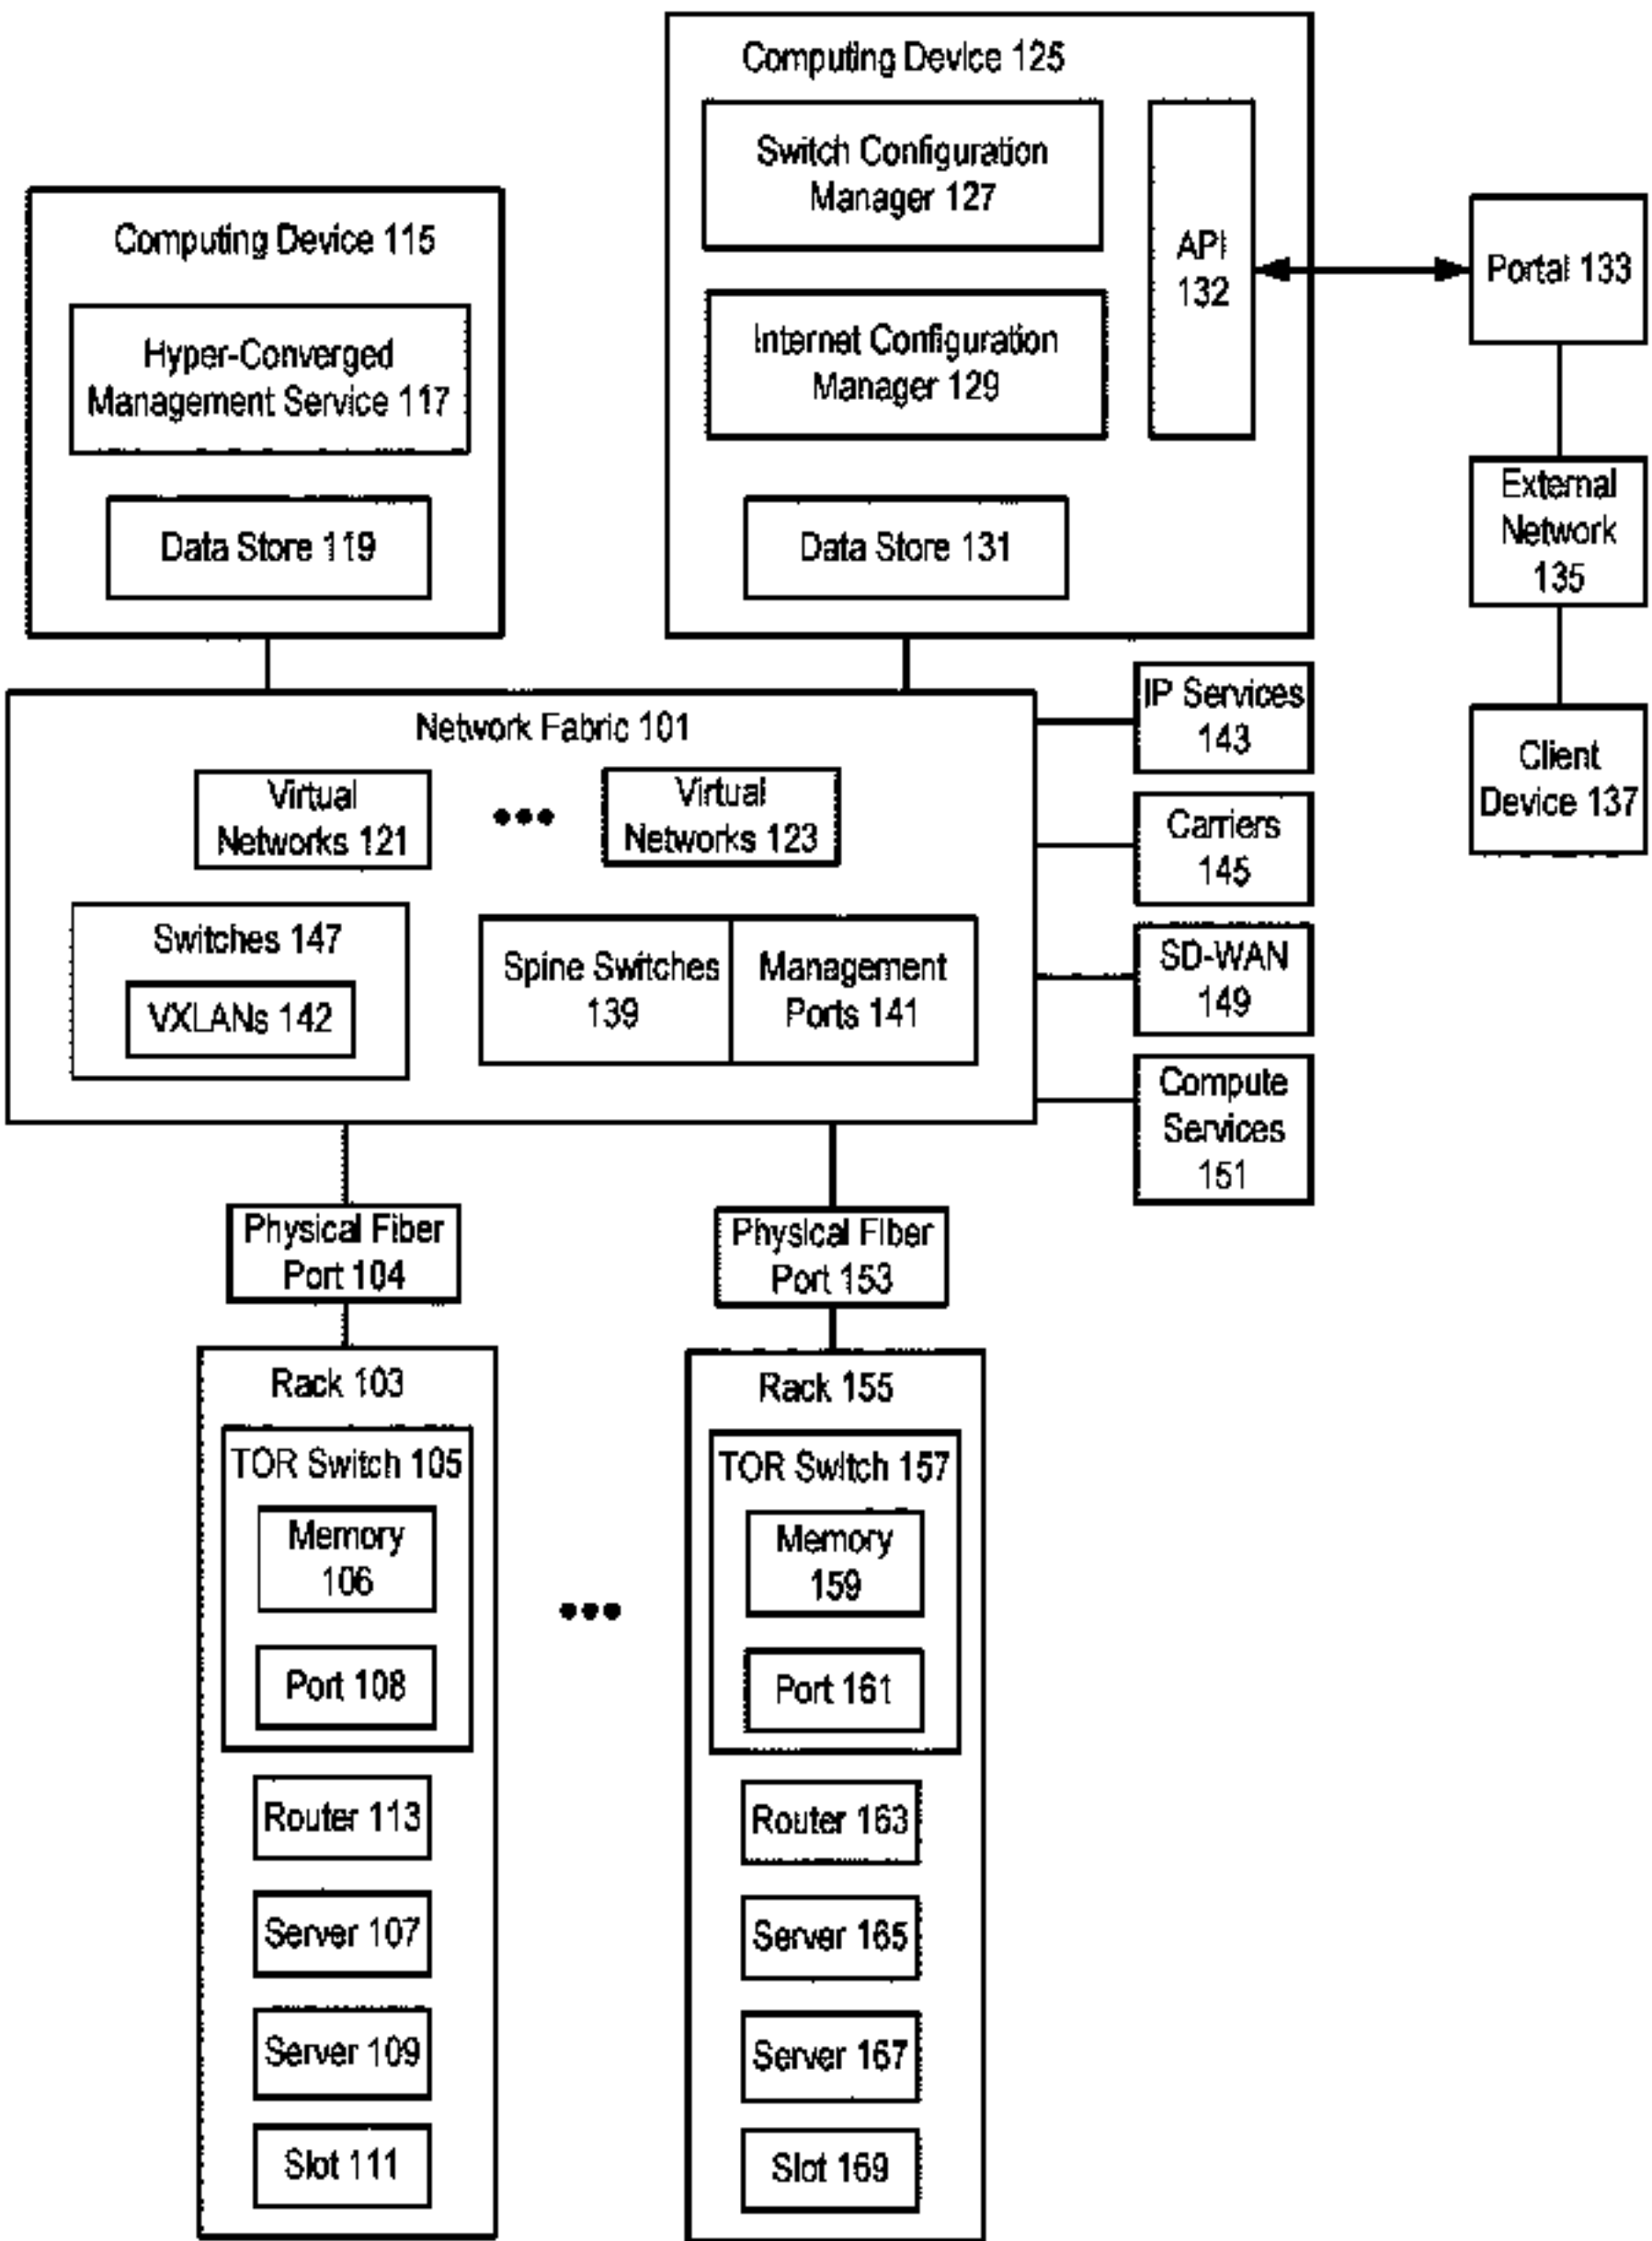 Computing Device 125
Switch Configuration
Manager 127
API
132
Internet Configuration
Manager 129
Data Store 131
Computing Device 115
Hyper-Converged
Management Service 117
Data Store 119
Portal 133
External
Network
135
Client
Device 137
Network Fabric 101
Virtual
Networks 121
Virtual
Networks 123
Switches 147
VXLANs 142
Spine Switches
139
Management
Ports 141
IP Services
143
Carriers
145
SD-WAN
149
Compute
Services
151
Physical Fiber
Port 104
Physical Fiber
Port 153
Rack 103
TOR Switch 105
Memory
106
Port 108
Router 113
Server 107
Server 109
Slot 111
Rack 155
TOR Switch 157
Memory
159
Port 161
Router 163
Server 165
Server 167
Slot 169